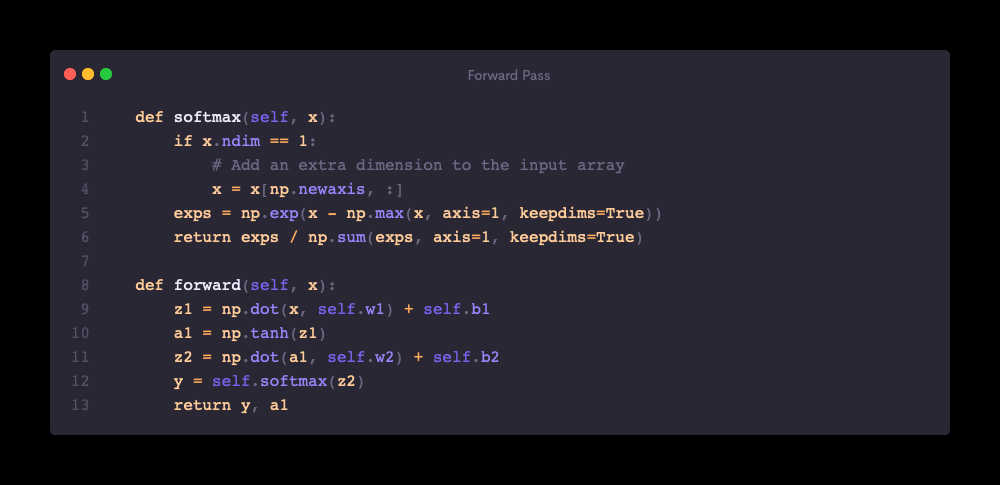 Forward Pass
1 def softmax(self, x):
2 if x.ndim == 1:
3 # Add an extra dimension to the input array
4 x = x[np.newaxis, :]
5 exps = np.exp(x - np.max(x, axis=1, keepdims=True))
6 return exps / np.sum(exps, axis=1, keepdims=True)
7
8 def forward(self, x):
9 z1 = np.dot(x, self.w1) + self.b1
10 a1 = np.tanh(z1)
11 z2 = np.dot(a1, self.w2) + self.b2
12 y = self.softmax(z2)
13 return y, a1